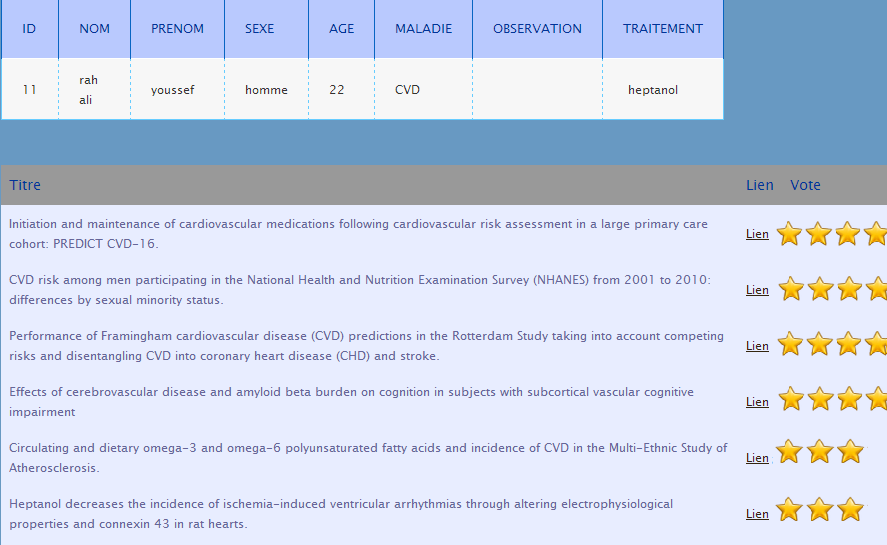 ID NOM PRENOM SEXE AGE MALADIE OBSERVATION TRAITEMENT
11 rah ali youssef homme 22 CVD heptanol
Titre Lien Vote
Initiation and maintenance of cardiovascular medications following cardiovascular risk assessment in a large primary care
cohort: PREDICT CVD-16.
Lien
CVD risk among men participating in the National Health and Nutrition Examination Survey (NHANES) from 2001 to 2010:
differences by sexual minority status.
Lien
Performance of Framingham cardiovascular disease (CVD) predictions in the Rotterdam Study taking into account competing
risks and disentangling CVD into coronary heart disease (CHD) and stroke.
Lien
Effects of cerebrovascular disease and amyloid beta burden on cognition in subjects with subcortical vascular cognitive
impairment
Lien
Circulating and dietary omega-3 and omega-6 polyunsaturated fatty acids and incidence of CVD in the Multi-Ethnic Study of
Atherosclerosis.
Lien
Heptanol decreases the incidence of ischemia-induced ventricular arrhythmias through altering electrophysiological
properties and connexin 43 in rat hearts.
Lien